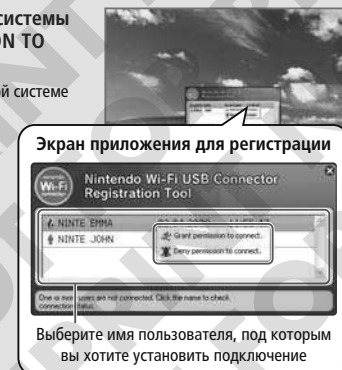 системы
ON TO
ой системе
Экран приложения для регистрации
Wi-Fi
Nintendo Wi-Fi USB Connector
Registration Tool
NINTE EMMA
NINTE JOHN
Grant permission to connect.
Deny permission to connect.
One or more users are not connected. Click the name to check
connection status.
Выберите имя пользователя, под которым
вы хотите установить подключение